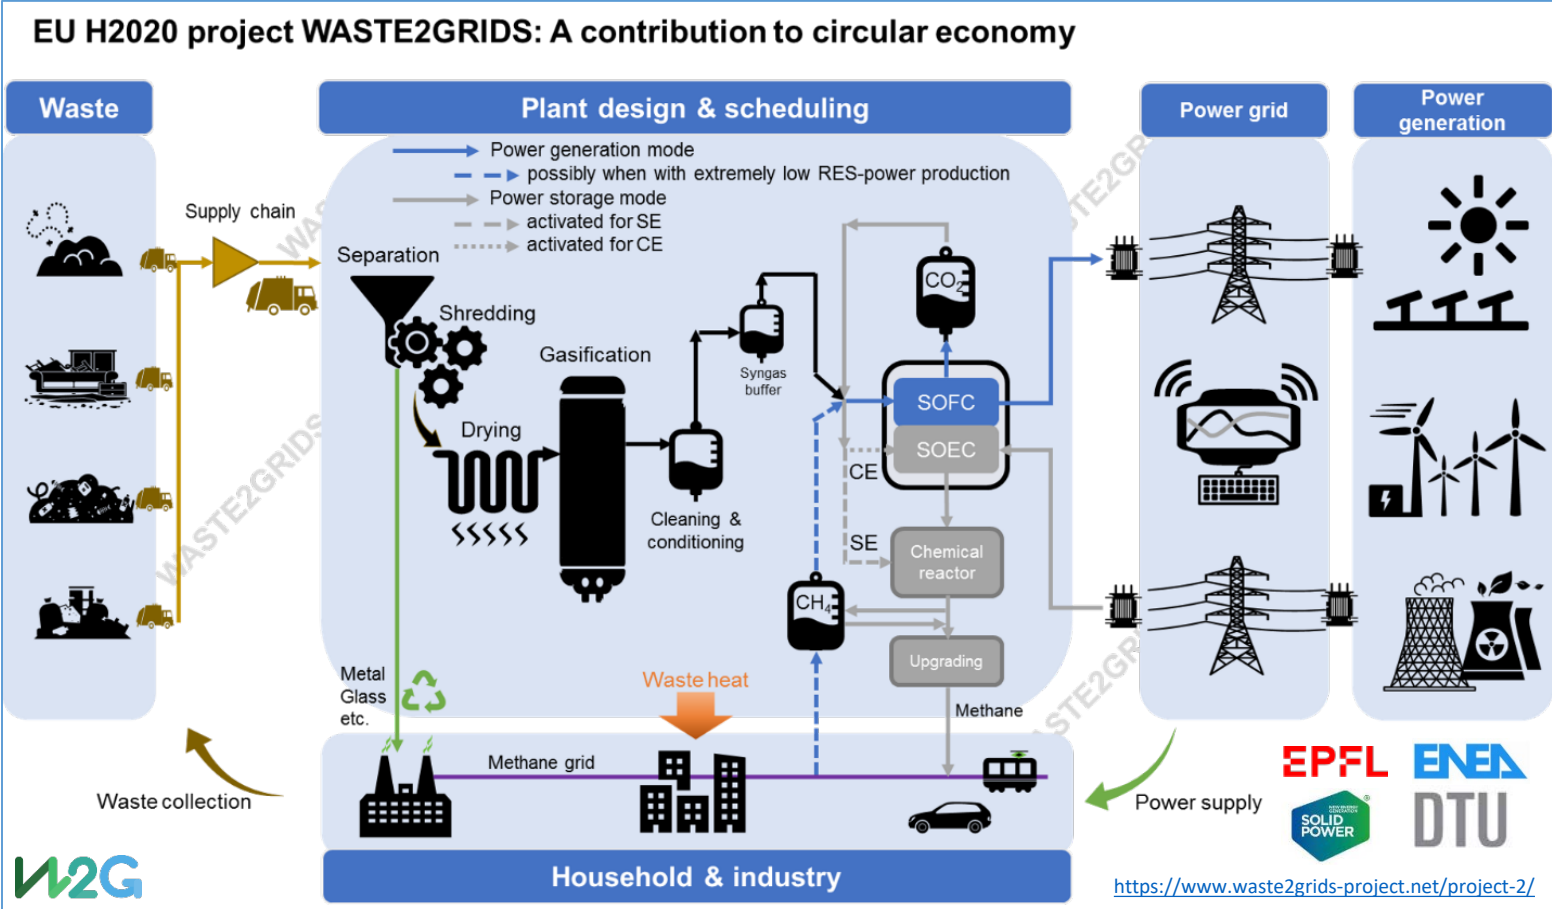 EU H2020 project WASTE2GRIDS: A contribution to circular economy
Waste
Plant design & scheduling
Power grid
Power
generation
Power generation mode
possibly when with extremely low RES-power production
Power storage mode
activated for SE
activated for CE
Supply chain
Separation
Shredding
Gasification
Drying
Cleaning &
conditioning
Syngas
buffer
CO2
SOFC
SOEC
CE
SE
Chemical
reactor
CH4
Upgrading
Methane
Metal
Glass
etc.
Waste heat
Methane grid
Waste collection
Power supply
Household & industry
WASTE2GRIDS
W2G
EPFL
ENEA
NEW ENERGY
GENERATION
SOLID
POWER
®
DTU
https://www.waste2grids-project.net/project-2/